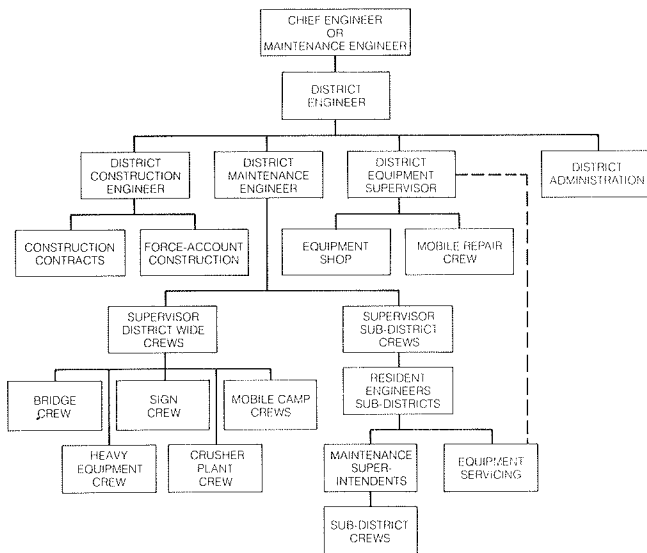 CHIEF ENGINEER
OR
MAINTENANCE ENGINEER
DISTRICT
ENGINEER
DISTRICT
CONSTRUCTION
ENGINEER
DISTRICT
MAINTENANCE
ENGINEER
DISTRICT
EQUIPMENT
SUPERVISOR
DISTRICT
ADMINISTRATION
CONSTRUCTION
CONTRACTS
FORCE-ACCOUNT
CONSTRUCTION
EQUIPMENT
SHOP
MOBILE REPAIR
CREW
SUPERVISOR
DISTRICT WIDE
CREWS
SUPERVISOR
SUB-DISTRICT
CREWS
BRIDGE
CREW
SIGN
CREW
MOBILE CAMP
CREWS
RESIDENT
ENGINEERS
SUB-DISTRICTS
HEAVY
EQUIPMENT
CREW
CRUSHER
PLANT
CREW
MAINTENANCE
SUPER-
INTENDENTS
EQUIPMENT
SERVICING
SUB-DISTRICT
CREWS